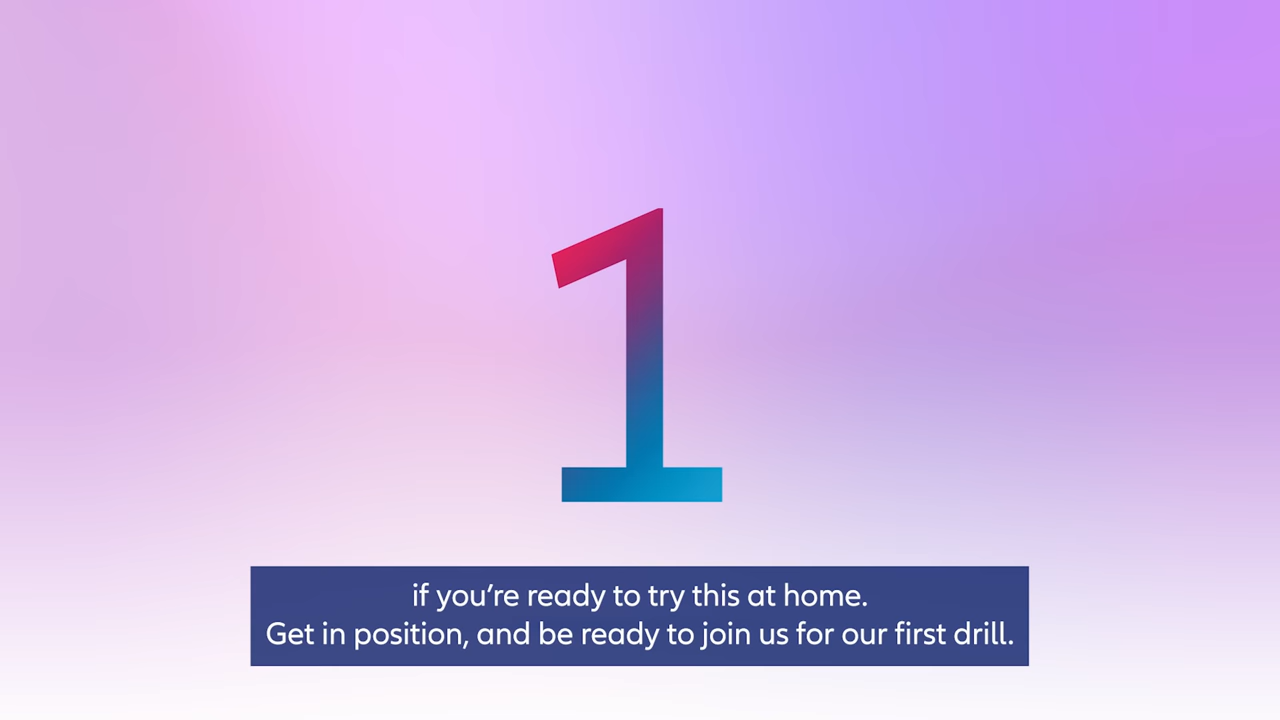 1
if you’re ready to try this at home.
Get in position, and be ready to join us for our first drill.